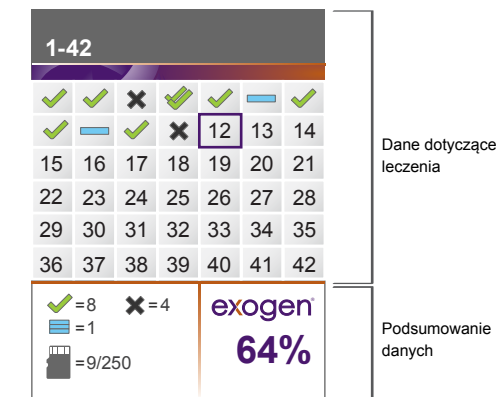 1-42
12 13 14
15 16 17 18 19 20 21
22 23 24 25 26 27 28
29 30 31 32 33 34 35
36 37 38 39 40 41 42
=8 =4
=1
=9/250
exogen
64%
Dane dotyczące
leczenia
Podsumowanie
danych